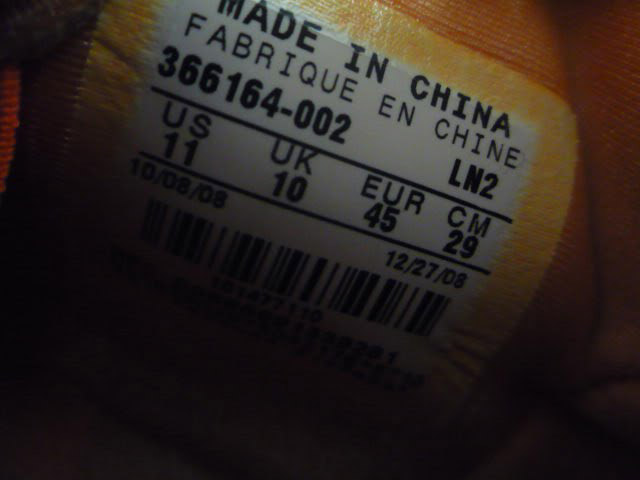 MADE IN CHINA
FABRIQUE EN CHINE
366164-002 LN2
US UK EUR CM
11 10 45 29
10/08/08 12/27/08